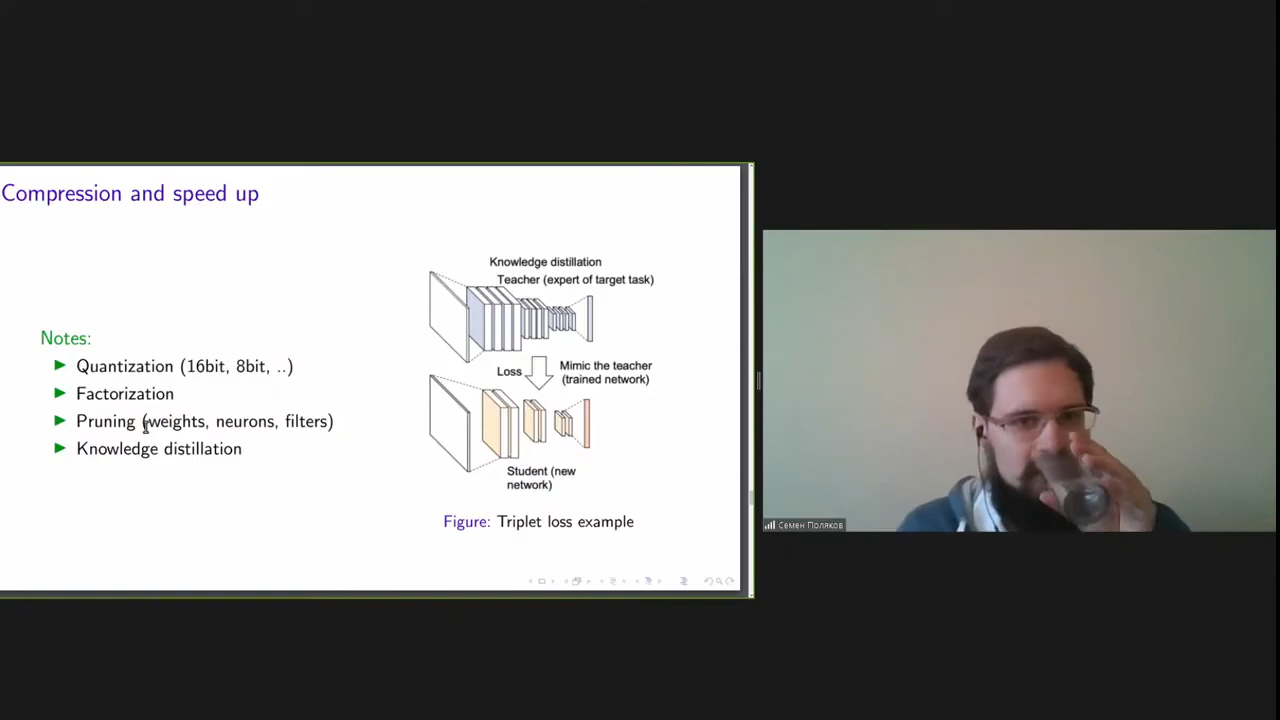 Compression and speed up
Notes:
Quantization (16bit, 8bit, ..)
Factorization
Pruning (weights, neurons, filters)
Knowledge distillation
Knowledge distillation
Teacher (expert of target task)
Loss
Mimic the teacher
(trained network)
Student (new
network)
Figure: Triplet loss example
Семен Поляков